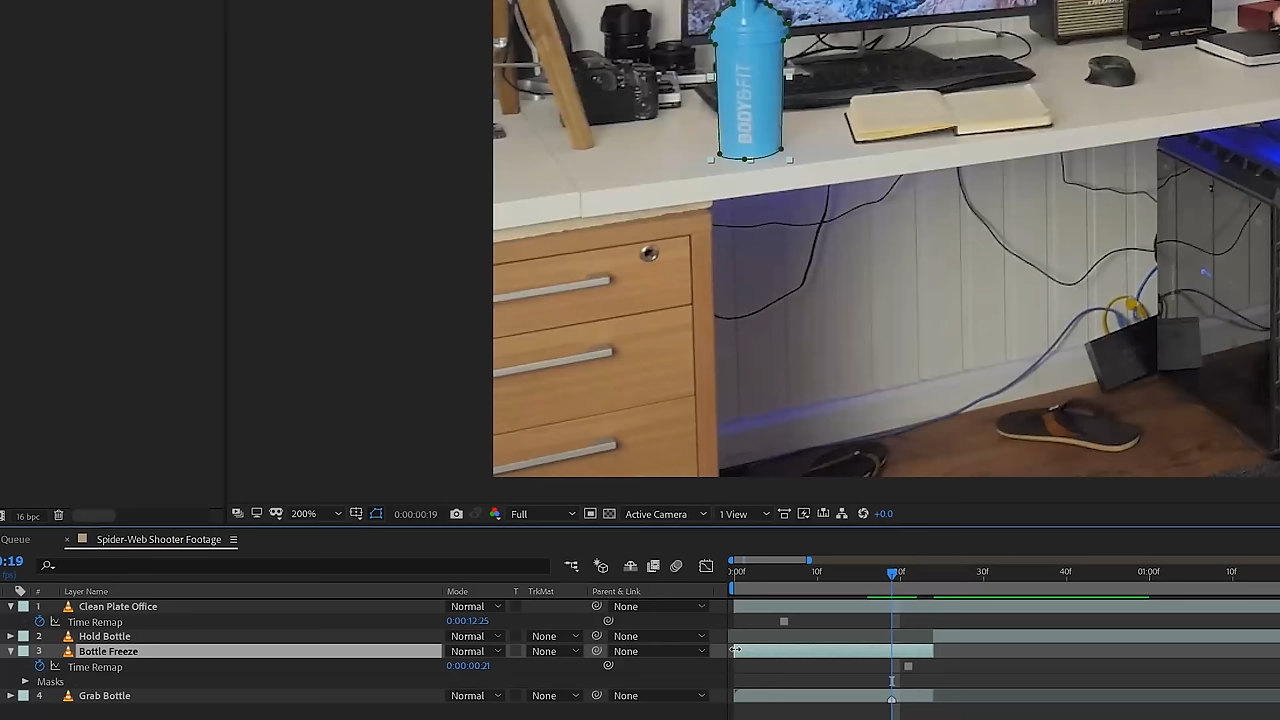 BODY&FIT
16 bpc
200%
0:00:00:19
Full
Active Camera
1 View
+0.0
Queue
× Spider-Web Shooter Footage
0:19
fps)
:00f 10f 20f 30f 40f 01:00f 10f
# Layer Name Mode T TrkMat Parent & Link
1 Clean Plate Office Normal None
Time Remap 0:00:12:25
2 Hold Bottle Normal None None
3 Bottle Freeze Normal None None
Time Remap 0:00:00:21
Masks
4 Grab Bottle Normal None None